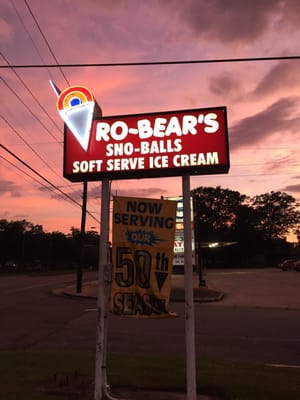 RO-BEAR'S
SNO-BALLS
SOFT SERVE ICE CREAM
NOW
SERVING
OUR
50th
SEASON